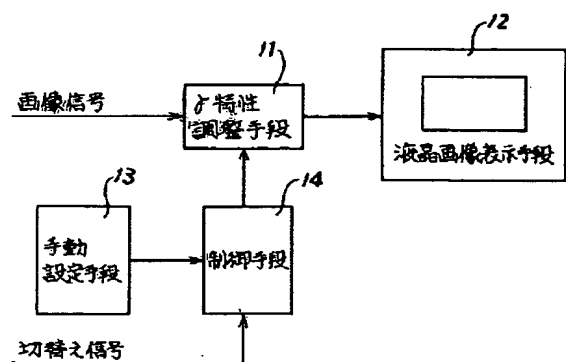 11
12
画像信号
γ特性
調整手段
液晶画像表示手段
13
14
手動
設定手段
制御手段
切替え信号